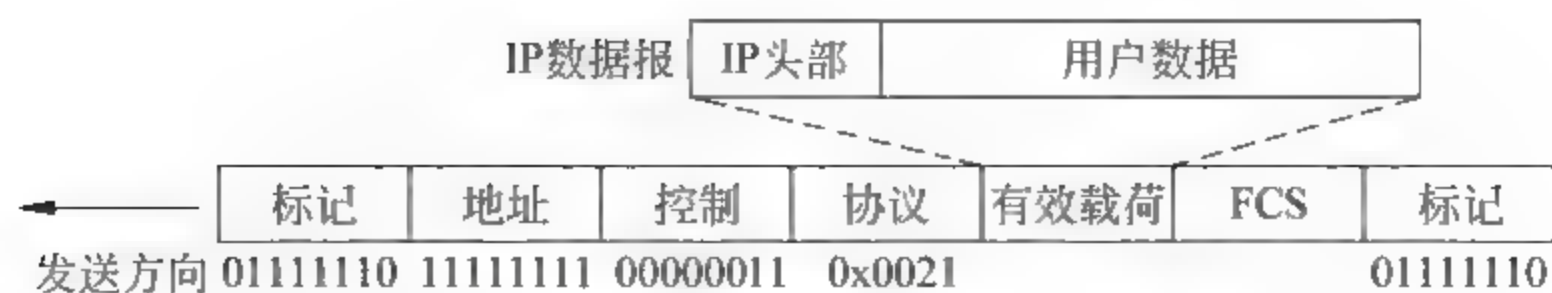 IP数据报 IP头部 用户数据
标记 地址 控制 协议 有效载荷 FCS 标记
发送方向 01111110 11111111 00000011 0x0021 01111110